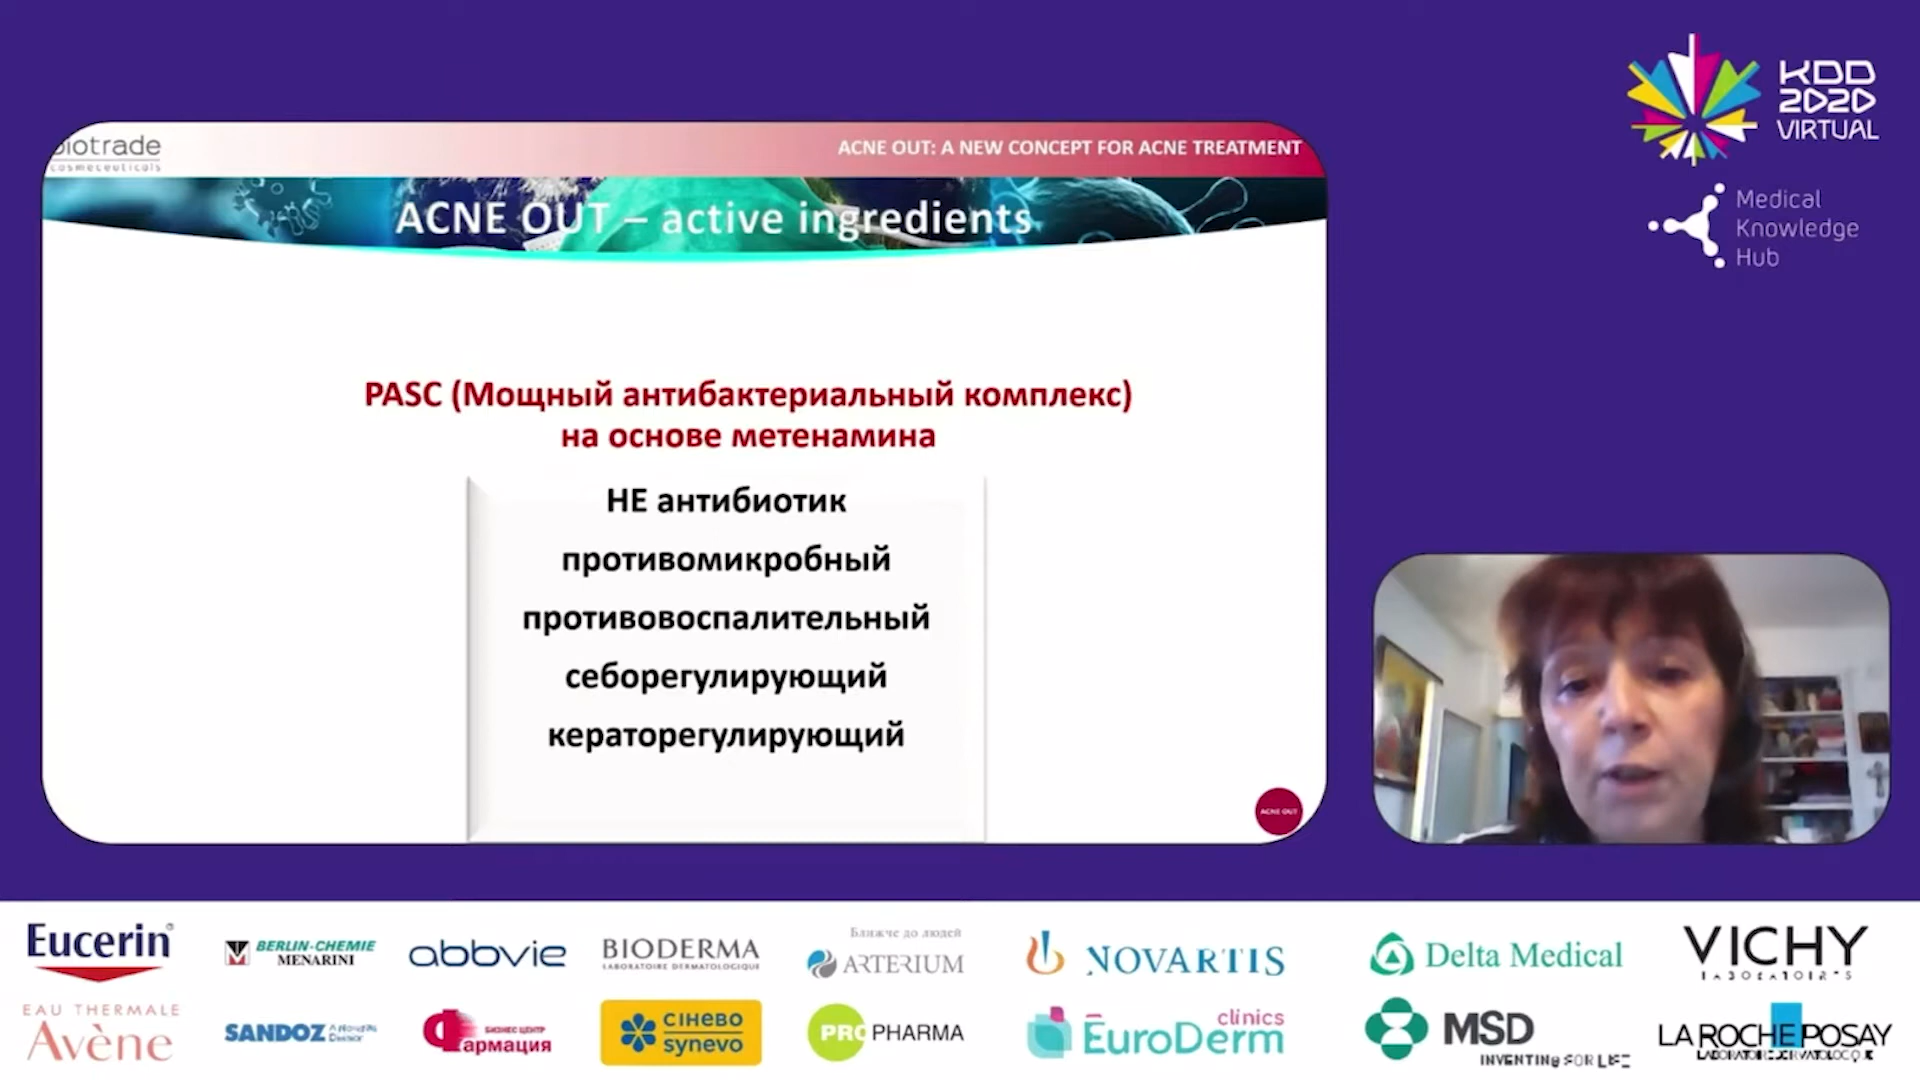 biotrade
cosmeceuticals
ACNE OUT: A NEW CONCEPT FOR ACNE TREATMENT
ACNE OUT – active ingredients
PASC (Мощный антибактериальный комплекс)
на основе метенамина
НЕ антибиотик
противомикробный
противовоспалительный
себорегулирующий
кераторегулирующий
ACNE OUT
KDD
2020
VIRTUAL
Medical
Knowledge
Hub
Eucerin
BERLIN-CHEMIE
MENARINI
abbvie
BIODERMA
LABORATOIRE DERMATOLOGIQUE
Ближче до людей
ARTERIUM
NOVARTIS
Delta Medical
VICHY
LABORATOIRES
EAU THERMALE
Avène
SANDOZ
БИЗНЕС ЦЕНТР
Фармация
СІНЕВО
synevo
PRO PHARMA
EuroDerm
clinics
MSD
INVENTING FOR LIFE
LA ROCHE POSAY